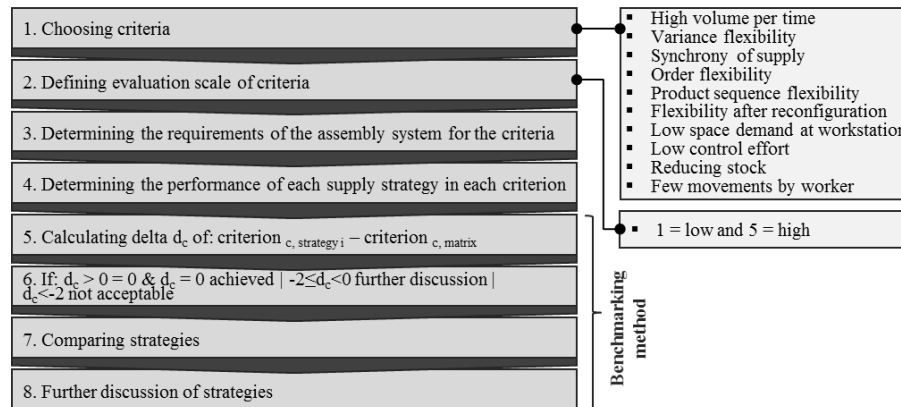 1. Choosing criteria
2. Defining evaluation scale of criteria
3. Determining the requirements of the assembly system for the criteria
4. Determining the performance of each supply strategy in each criterion
5. Calculating delta dc of: criterion c, strategy i – criterion c, matrix
6. If: dc > 0 = 0 & dc = 0 achieved | -2≤dc<0 further discussion |
dc<-2 not acceptable
7. Comparing strategies
8. Further discussion of strategies
▪ High volume per time
▪ Variance flexibility
▪ Synchrony of supply
▪ Order flexibility
▪ Product sequence flexibility
▪ Flexibility after reconfiguration
▪ Low space demand at workstation
▪ Low control effort
▪ Reducing stock
▪ Few movements by worker
▪ 1 = low and 5 = high
Benchmarking
method